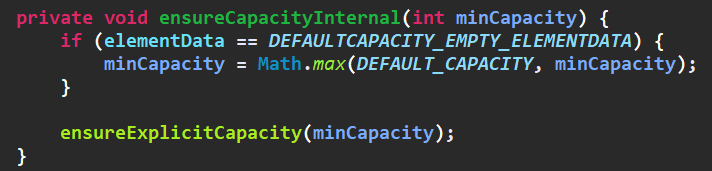 private void ensureCapacityInternal(int minCapacity) {
    if (elementData == DEFAULTCAPACITY_EMPTY_ELEMENTDATA) {
        minCapacity = Math.max(DEFAULT_CAPACITY, minCapacity);
    }

    ensureExplicitCapacity(minCapacity);
}